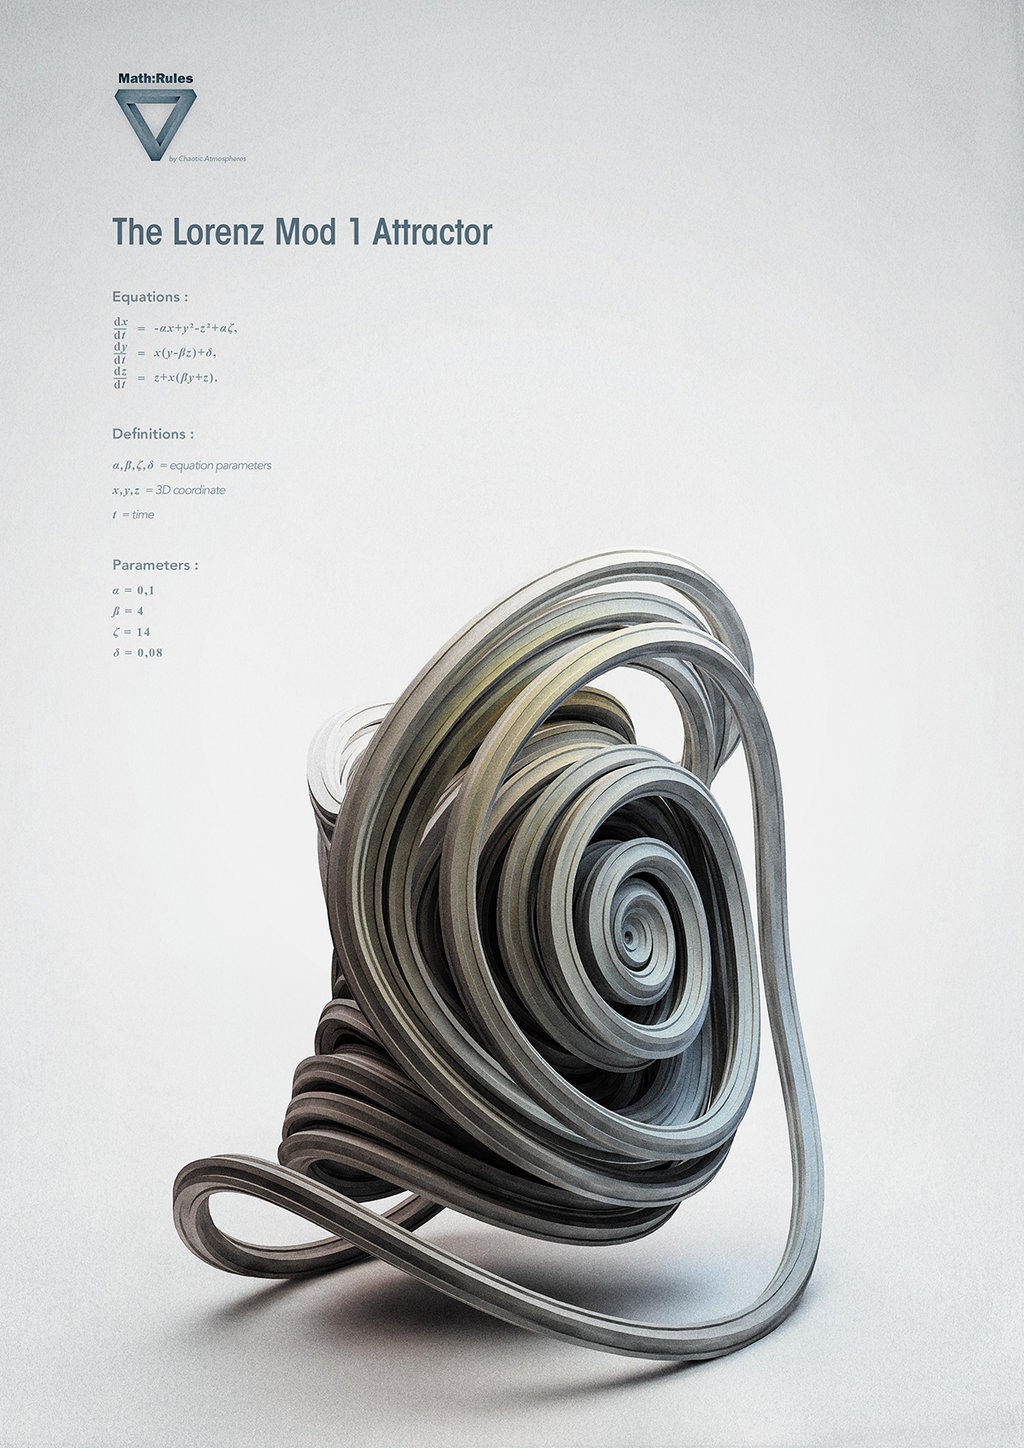 Math:Rules
by Chaotic Atmospheres
The Lorenz Mod 1 Attractor
Equations :
dx/dt = -αx+y²-z²+αζ,
dy/dt = x(y-βz)+δ,
dz/dt = z+x(βy+z).
Definitions :
α,β,ζ,δ = equation parameters
x,y,z = 3D coordinate
t = time
Parameters :
α = 0,1
β = 4
ζ = 14
δ = 0,08